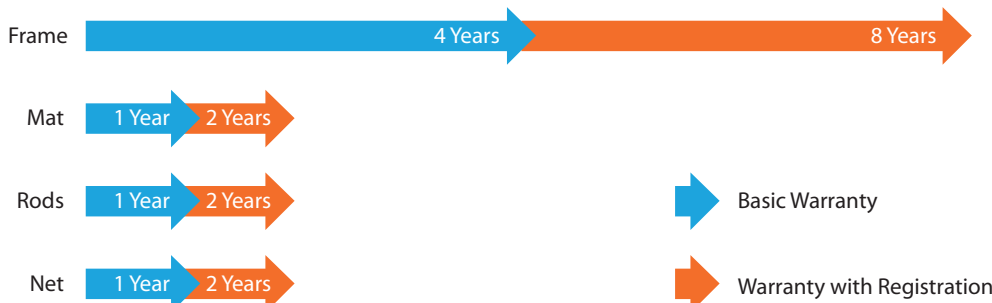 Frame 4 Years 8 Years
Mat 1 Year 2 Years
Rods 1 Year 2 Years
Basic Warranty
Net 1 Year 2 Years
Warranty with Registration